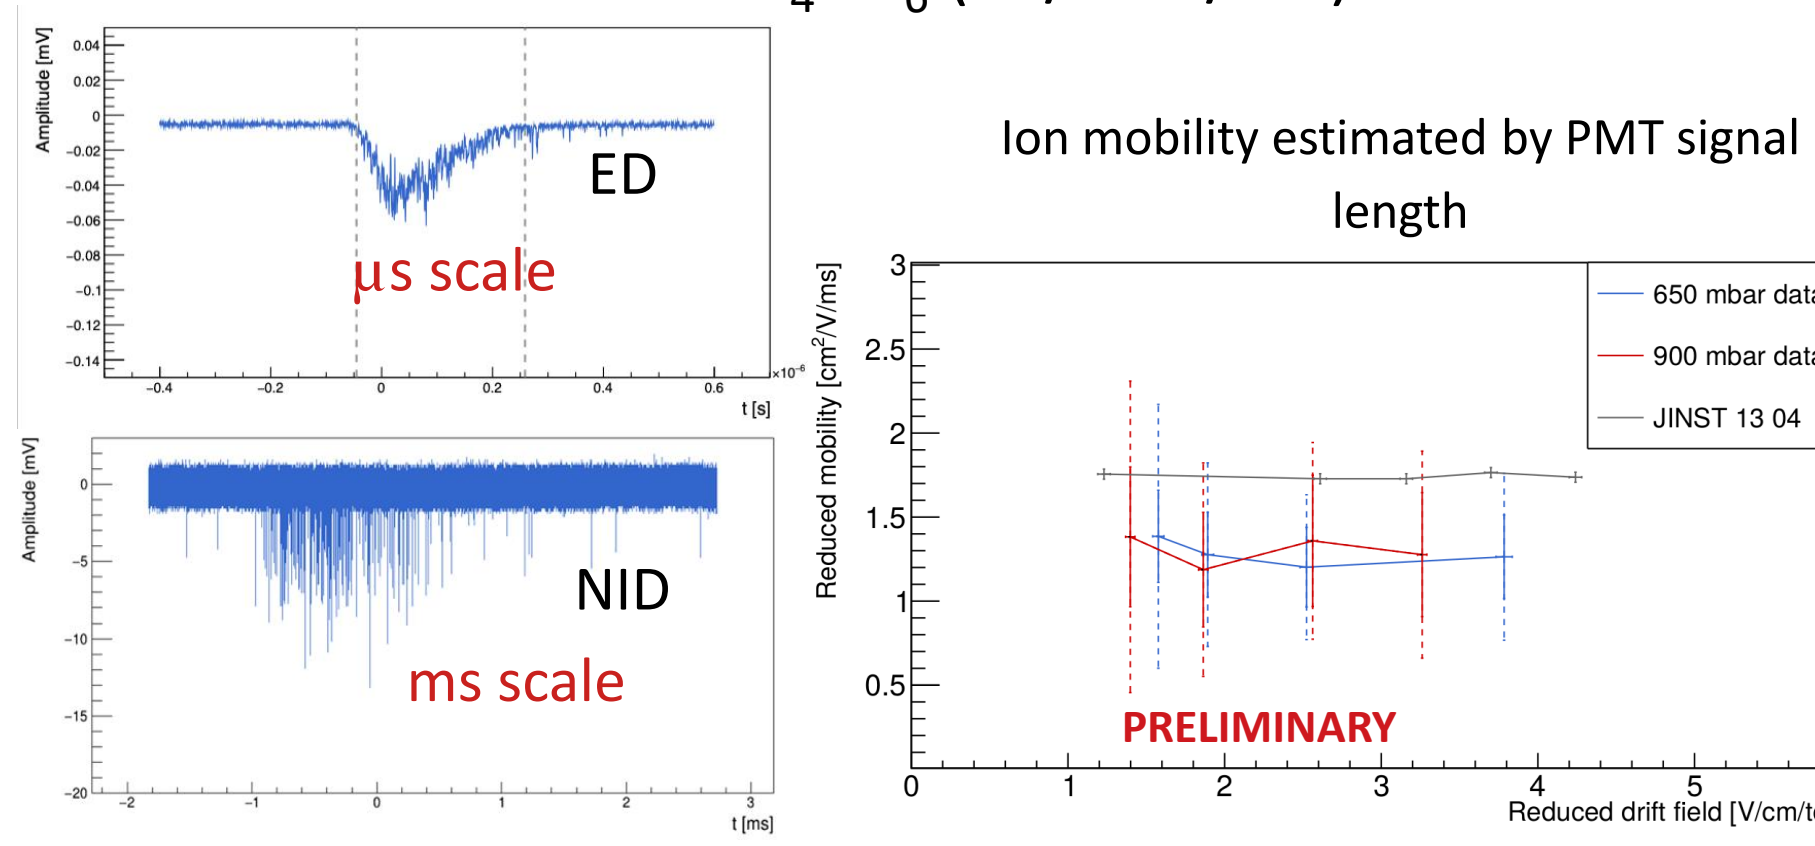 Amplitude [mV]
0.04
0.02
0
−0.02
−0.04
−0.06
−0.08
−0.1
−0.12
−0.14
ED
μs scale
−0.4
−0.2
0
0.2
0.4
0.6
×10⁻⁶
t [s]
Amplitude [mV]
0
−5
−10
−15
−20
NID
ms scale
−2
−1
0
1
2
3
t [ms]
Ion mobility estimated by PMT signal
length
Reduced mobility [cm²/V/ms]
3
2.5
2
1.5
1
0.5
650 mbar data
900 mbar data
JINST 13 04
PRELIMINARY
0
1
2
3
4
5
Reduced drift field [V/cm/to